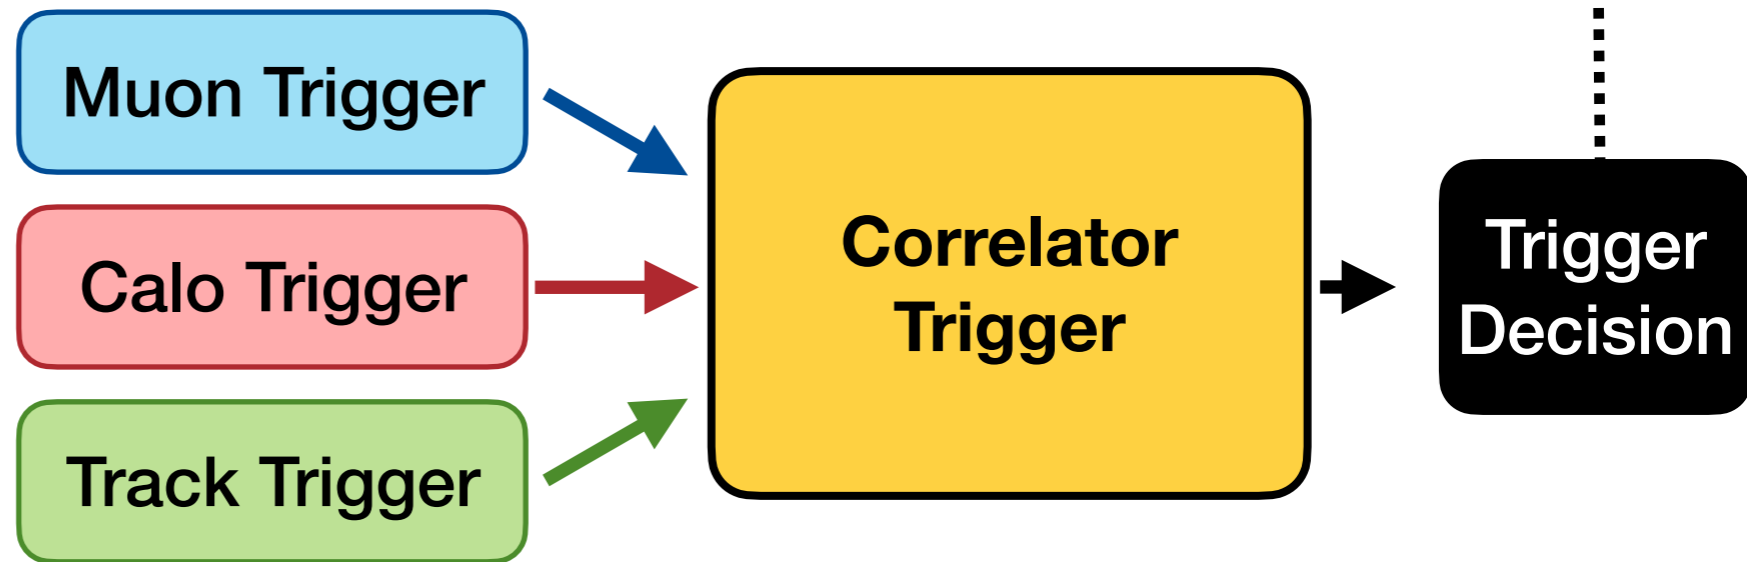 Muon Trigger
Calo Trigger
Track Trigger
Correlator
Trigger
Trigger
Decision